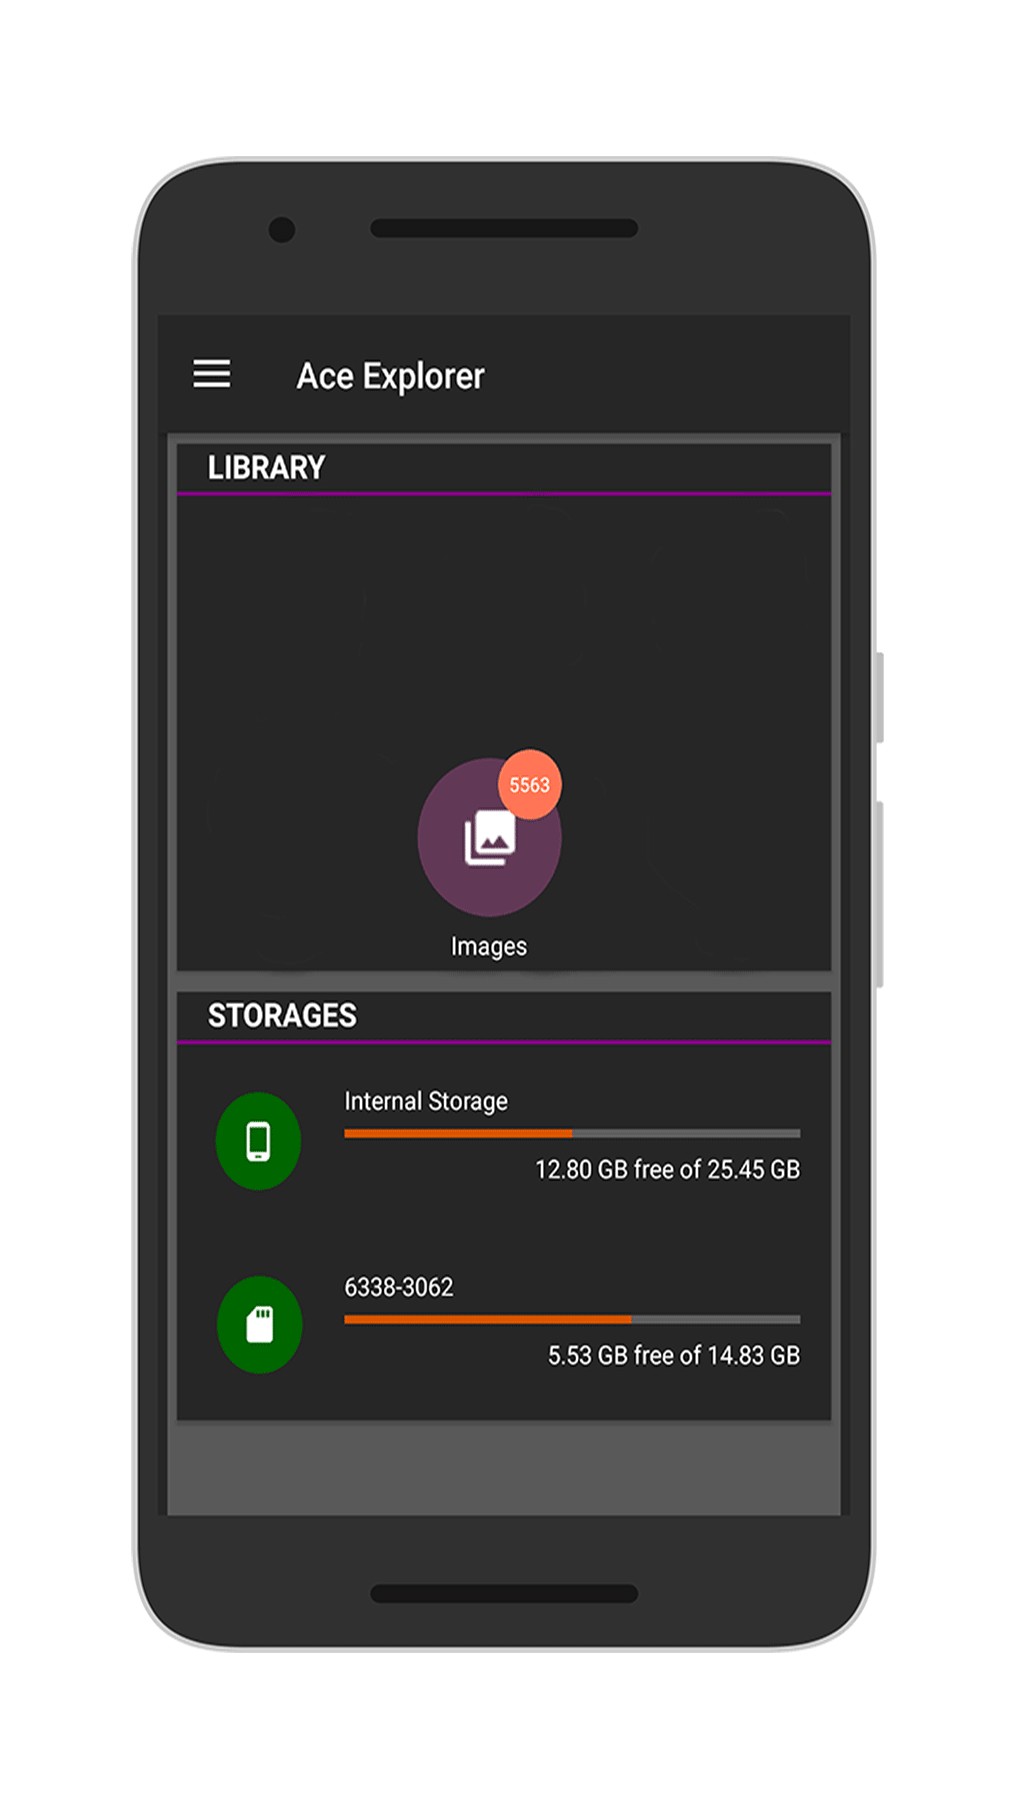 Ace Explorer
LIBRARY
5563
Images
STORAGES
Internal Storage
12.80 GB free of 25.45 GB
6338-3062
5.53 GB free of 14.83 GB